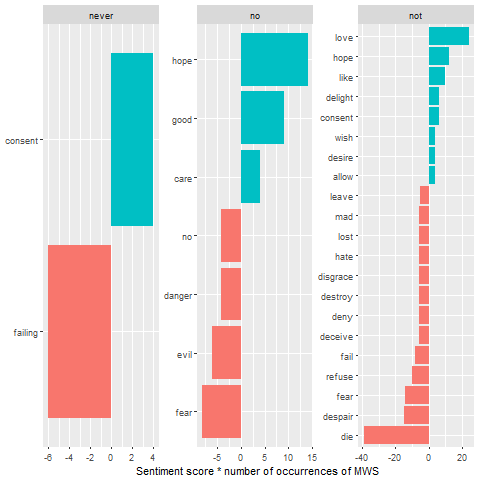 never
consent
failing
-6 -4 -2 0 2 4
no
hope
good
care
no
danger
evil
fear
-5 0 5 10 15
not
love
hope
like
delight
consent
wish
desire
allow
leave
mad
lost
hate
disgrace
destroy
deny
deceive
fail
refuse
fear
despair
die
-40 -20 0 20
Sentiment score * number of occurrences of MWS